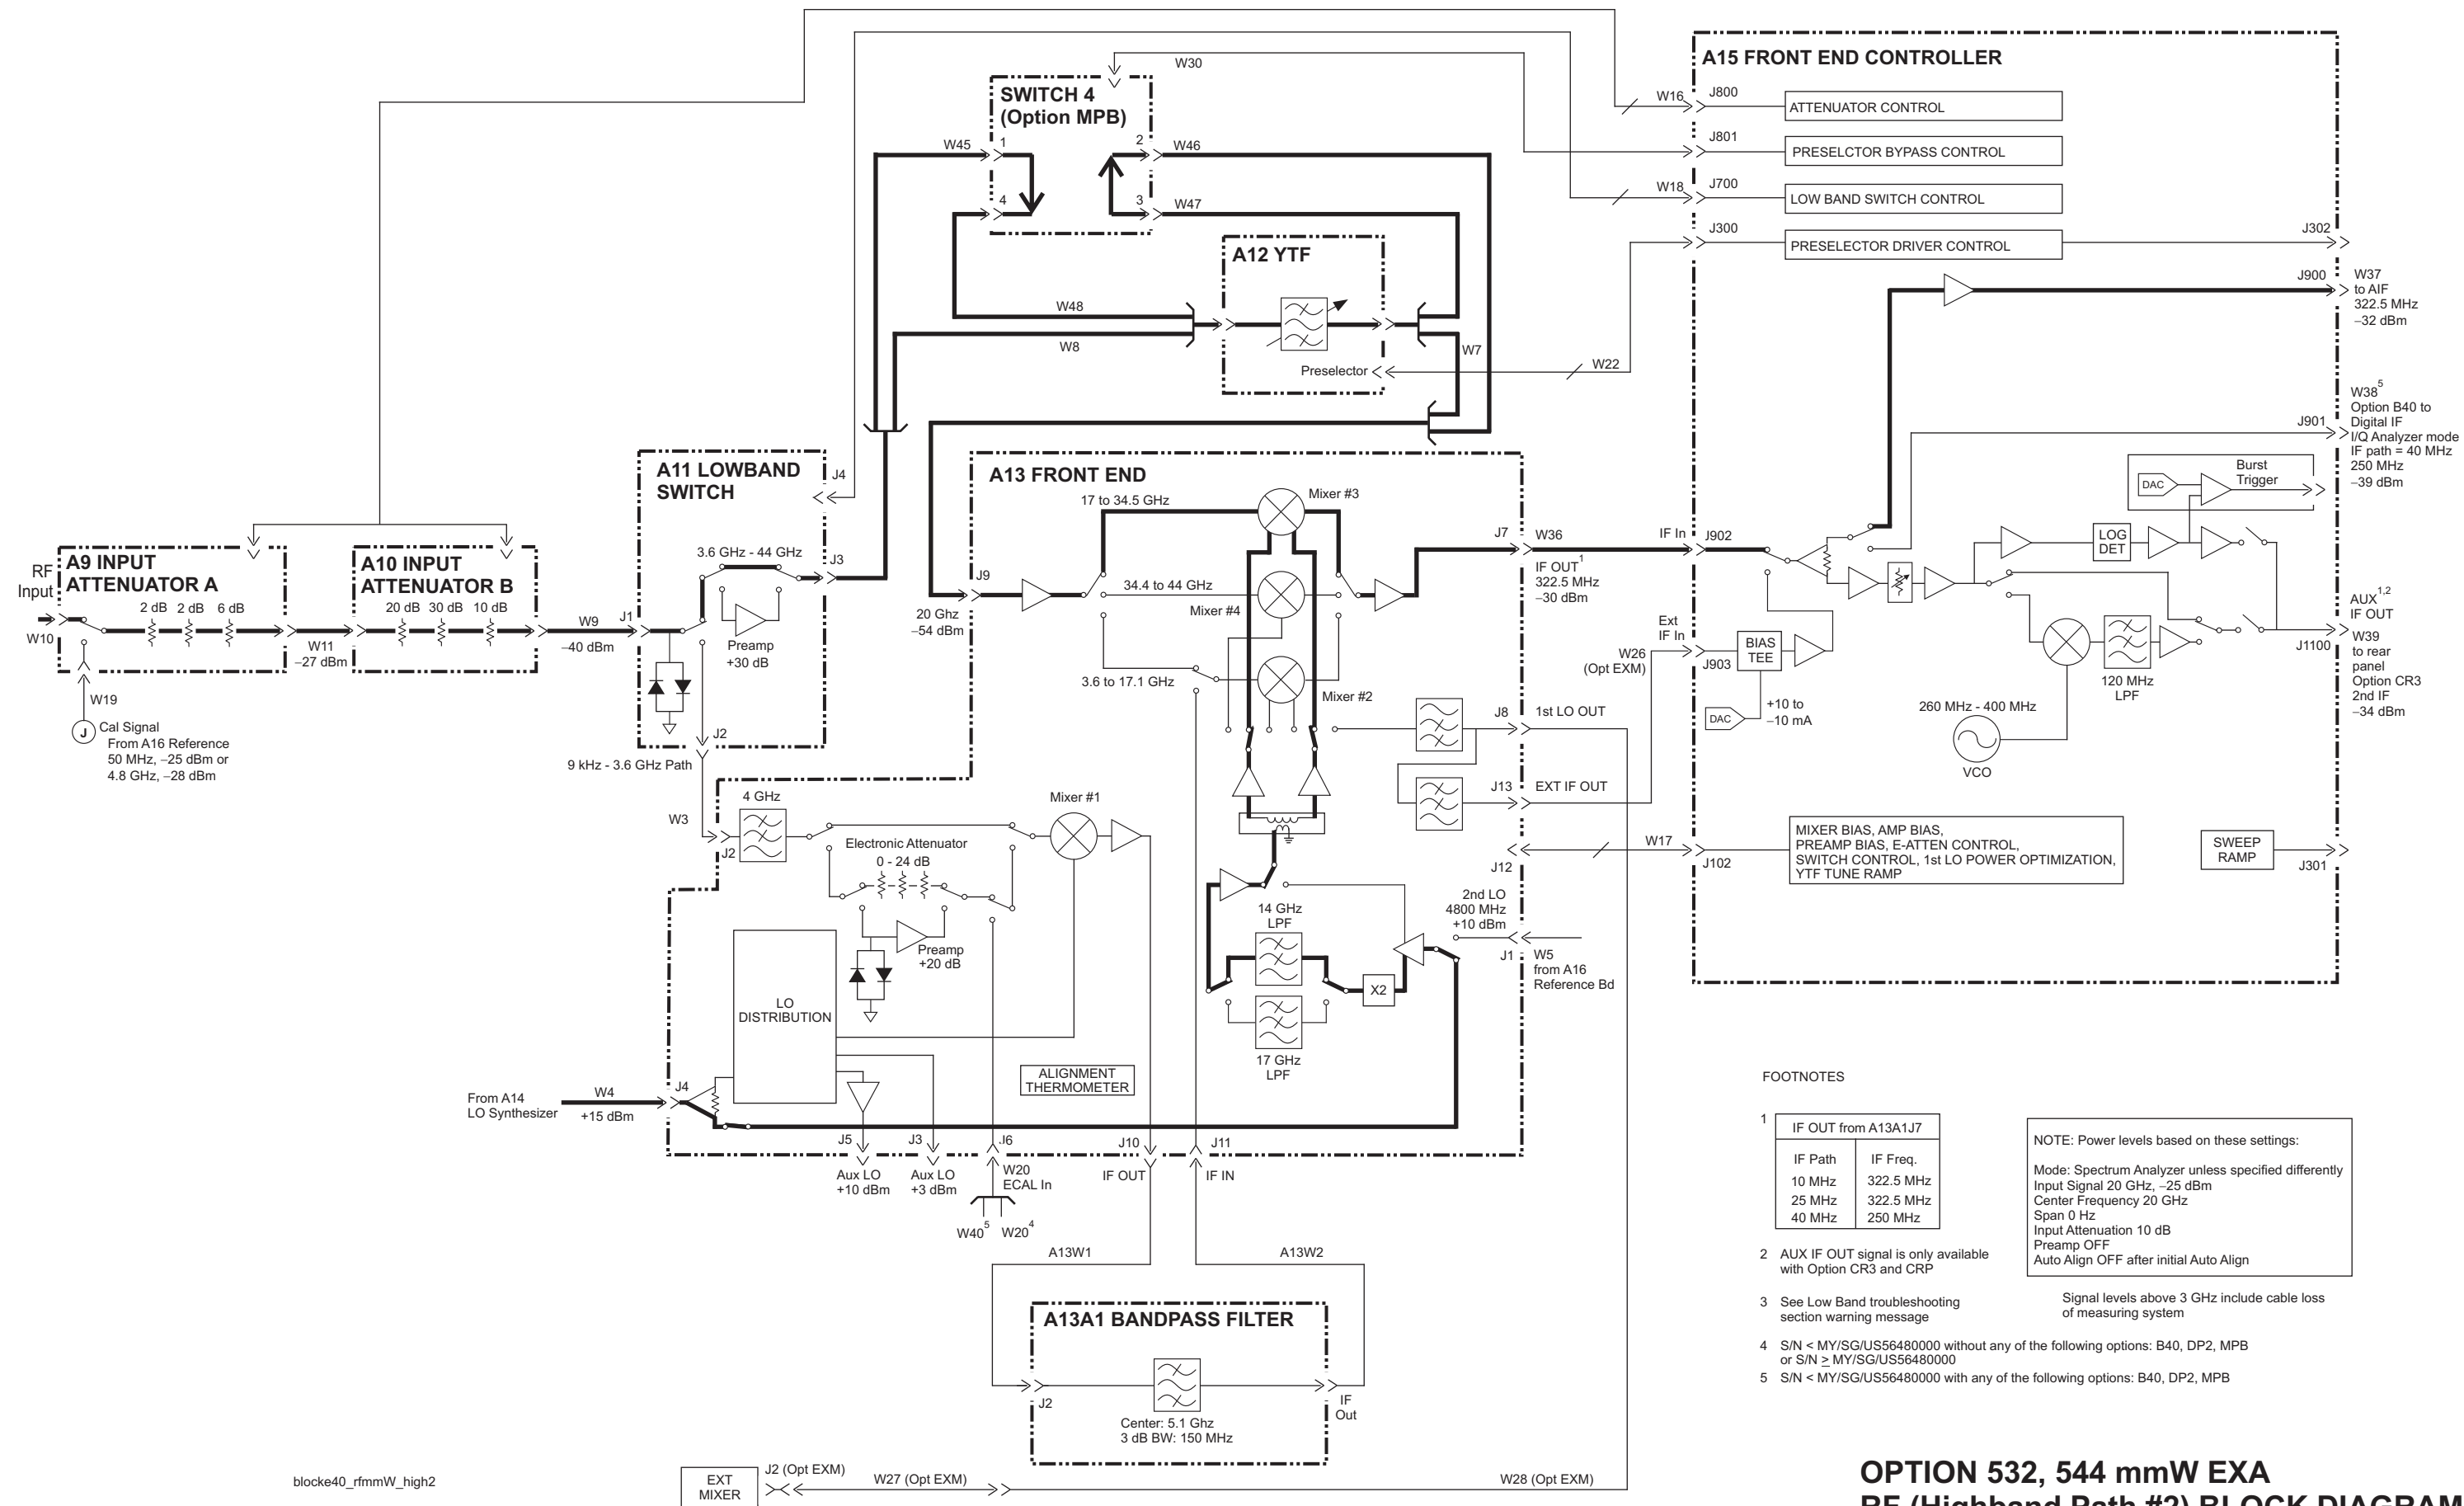 W30
SWITCH 4
(Option MPB)
W45
1
2
W46
4
3
W47
A12 YTF
W48
W8
W7
Preselector
W22
A15 FRONT END CONTROLLER
W16
J800
ATTENUATOR CONTROL
J801
PRESELCTOR BYPASS CONTROL
W18
J700
LOW BAND SWITCH CONTROL
J300
PRESELECTOR DRIVER CONTROL
J302
J900
W37
to AIF
322.5 MHz
–32 dBm
W38 5
Option B40 to
Digital IF
I/Q Analyzer mode
IF path = 40 MHz
250 MHz
–39 dBm
J901
DAC
Burst
Trigger
IF In
J902
LOG
DET
Ext
IF In
W26
(Opt EXM)
J903
BIAS
TEE
DAC
+10 to
–10 mA
260 MHz - 400 MHz
VCO
120 MHz
LPF
AUX 1,2
IF OUT
J1100
W39
to rear
panel
Option CR3
2nd IF
–34 dBm
W17
J102
MIXER BIAS, AMP BIAS,
PREAMP BIAS, E-ATTEN CONTROL,
SWITCH CONTROL, 1st LO POWER OPTIMIZATION,
YTF TUNE RAMP
SWEEP
RAMP
J301
RF
Input
W10
A9 INPUT
ATTENUATOR A
2 dB 2 dB 6 dB
W19
J
Cal Signal
From A16 Reference
50 MHz, –25 dBm or
4.8 GHz, –28 dBm
W11
–27 dBm
A10 INPUT
ATTENUATOR B
20 dB 30 dB 10 dB
W9
–40 dBm
A11 LOWBAND
SWITCH
J4
3.6 GHz - 44 GHz
J3
J1
Preamp
+30 dB
J2
9 kHz - 3.6 GHz Path
A13 FRONT END
17 to 34.5 GHz
Mixer #3
J7
W36
IF OUT 1
322.5 MHz
–30 dBm
J9
20 Ghz
–54 dBm
34.4 to 44 GHz
Mixer #4
3.6 to 17.1 GHz
Mixer #2
J8
1st LO OUT
J13
EXT IF OUT
J12
W3
J2
4 GHz
Mixer #1
Electronic Attenuator
0 - 24 dB
Preamp
+20 dB
LO
DISTRIBUTION
14 GHz
LPF
X2
17 GHz
LPF
2nd LO
4800 MHz
+10 dBm
J1
W5
from A16
Reference Bd
ALIGNMENT
THERMOMETER
From A14
LO Synthesizer
W4
+15 dBm
J4
J5
J3
J6
J10
J11
Aux LO
+10 dBm
Aux LO
+3 dBm
W20
ECAL In
IF OUT
IF IN
W40 5 W20 4
A13W1
A13W2
A13A1 BANDPASS FILTER
J2
Center: 5.1 Ghz
3 dB BW: 150 MHz
IF
Out
FOOTNOTES
1
IF OUT from A13A1J7
IF Path IF Freq.
10 MHz 322.5 MHz
25 MHz 322.5 MHz
40 MHz 250 MHz
2 AUX IF OUT signal is only available
with Option CR3 and CRP
3 See Low Band troubleshooting
section warning message
4 S/N < MY/SG/US56480000 without any of the following options: B40, DP2, MPB
or S/N ≥ MY/SG/US56480000
5 S/N < MY/SG/US56480000 with any of the following options: B40, DP2, MPB
NOTE: Power levels based on these settings:
Mode: Spectrum Analyzer unless specified differently
Input Signal 20 GHz, –25 dBm
Center Frequency 20 GHz
Span 0 Hz
Input Attenuation 10 dB
Preamp OFF
Auto Align OFF after initial Auto Align
Signal levels above 3 GHz include cable loss
of measuring system
blocke40_rfmmW_high2
EXT
MIXER
J2 (Opt EXM)
W27 (Opt EXM)
W28 (Opt EXM)
OPTION 532, 544 mmW EXA
RF (Highband Path #2) BLOCK DIAGRAM